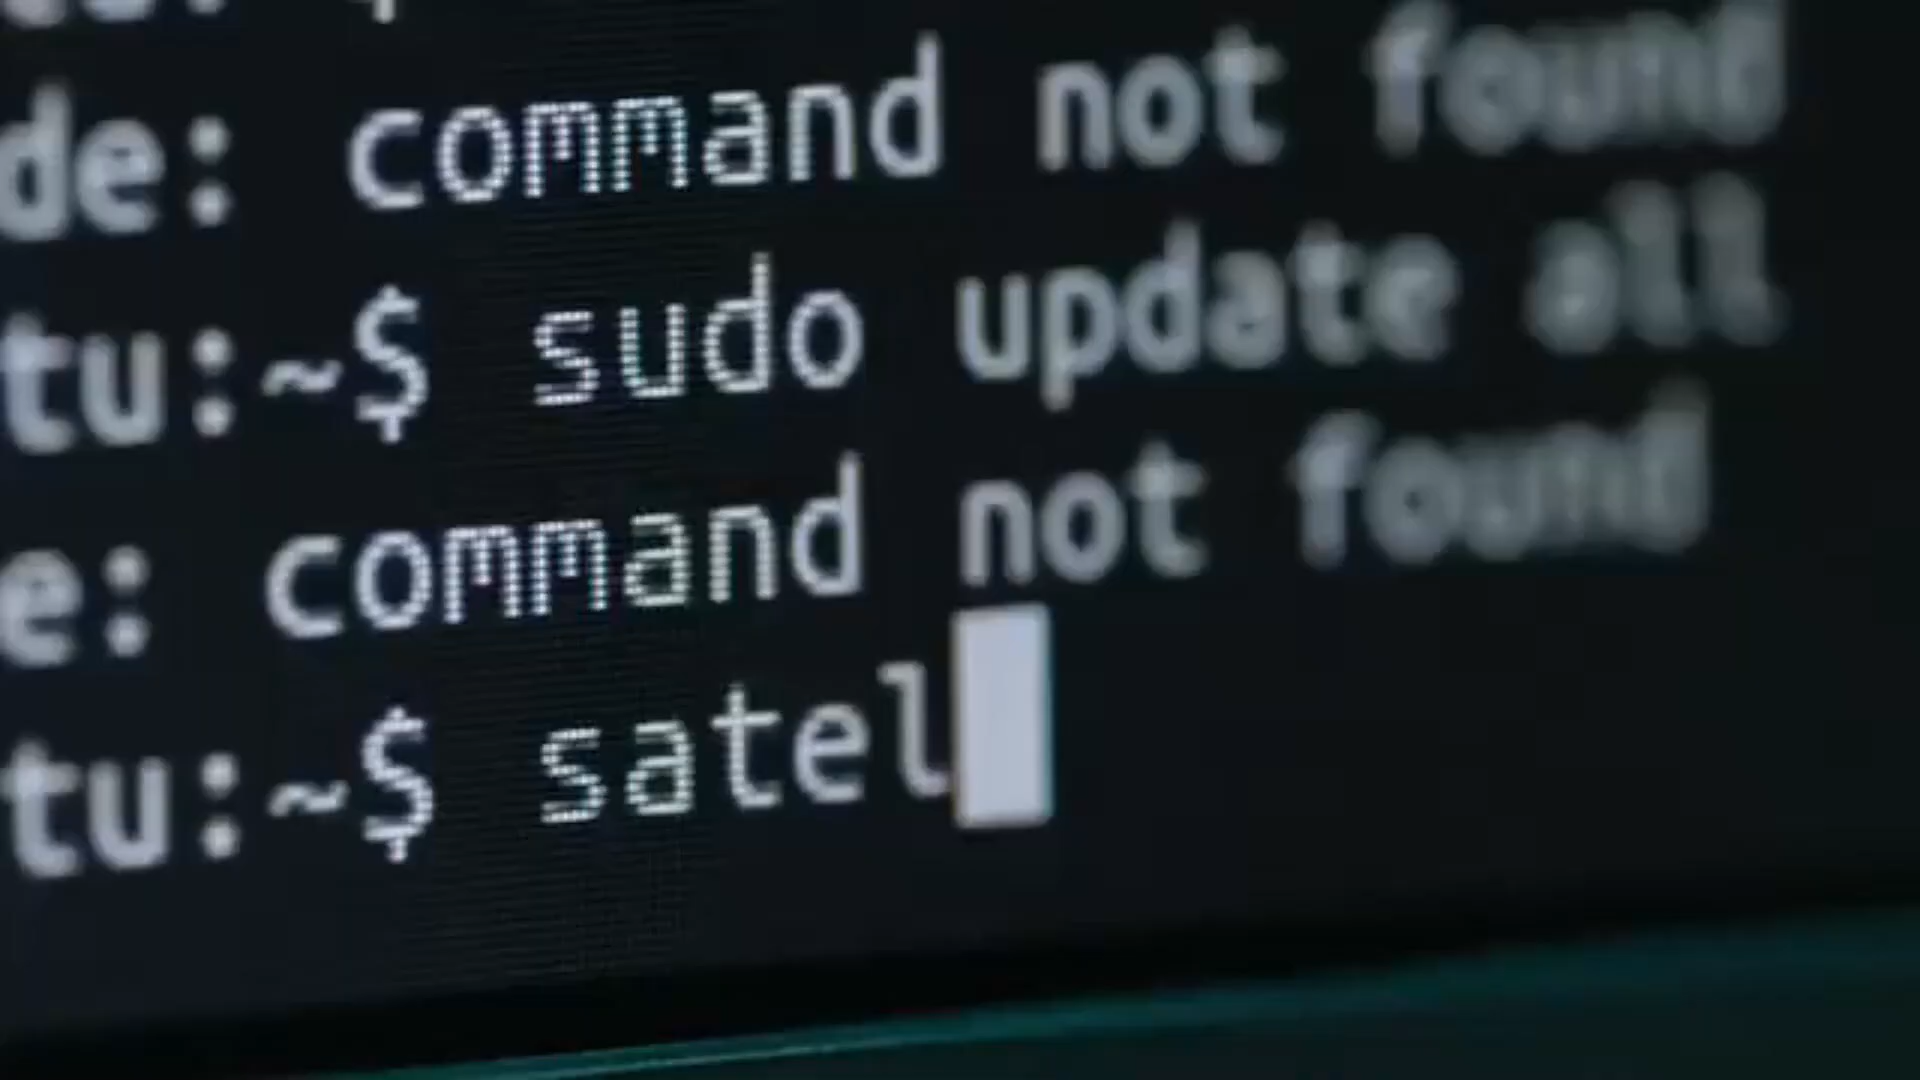 de: command not found
tu:~$ sudo update all
e: command not found
tu:~$ satel